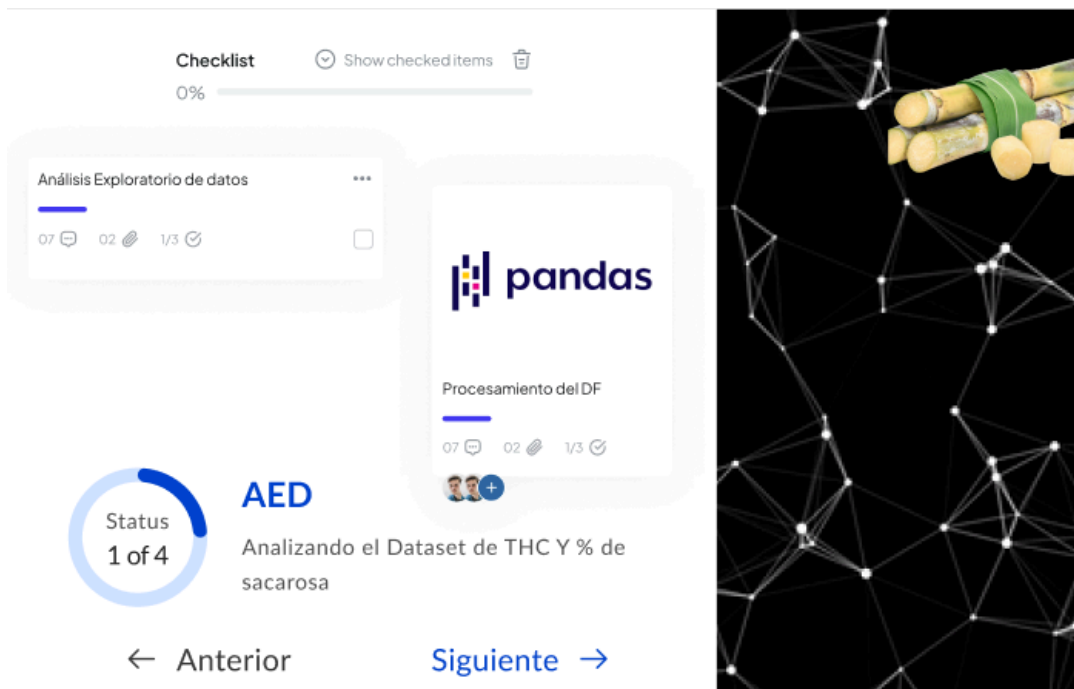 Checklist
Show checked items
0%
Análisis Exploratorio de datos
07
02
1/3
pandas
Procesamiento del DF
07
02
1/3
+
Status
1 of 4
AED
Analizando el Dataset de THC Y % de
sacarosa
← Anterior
Siguiente →